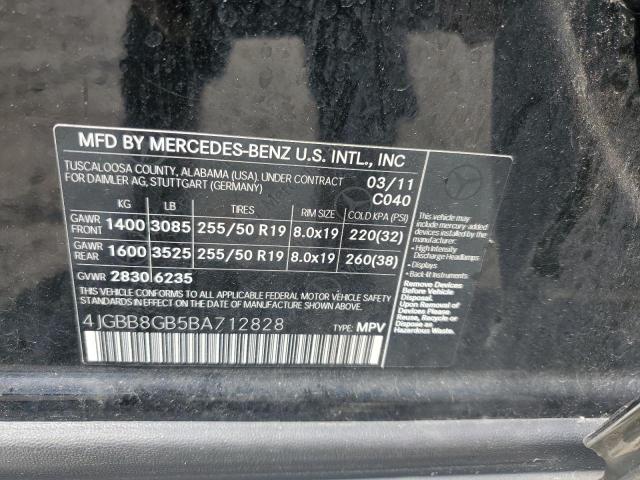 MFD BY MERCEDES-BENZ U.S. INTL., INC
TUSCALOOSA COUNTY, ALABAMA (USA). UNDER CONTRACT
FOR DAIMLER AG, STUTTGART (GERMANY)
03/11
C040
KG LB TIRES RIM SIZE COLD KPA (PSI)
GAWR FRONT 1400 3085 255/50 R19 8.0x19 220(32)
GAWR REAR 1600 3525 255/50 R19 8.0x19 260(38)
GVWR 2830 6235
THIS VEHICLE CONFORMS TO ALL APPLICABLE FEDERAL MOTOR VEHICLE
SAFETY STANDARDS IN EFFECT ON THE DATE OF MANUFACTURE SHOWN ABOVE.
4JGBB8GB5BA712828
TYPE: MPV
This vehicle may
include mercury-added
devices, installed by the
manufacturer:
- High Intensity
Discharge Headlamps
- Displays
- Back-lit Instruments
Remove Devices
Before Vehicle
Disposal. Reuse,
Recycle, or
Dispose as
Hazardous Waste.